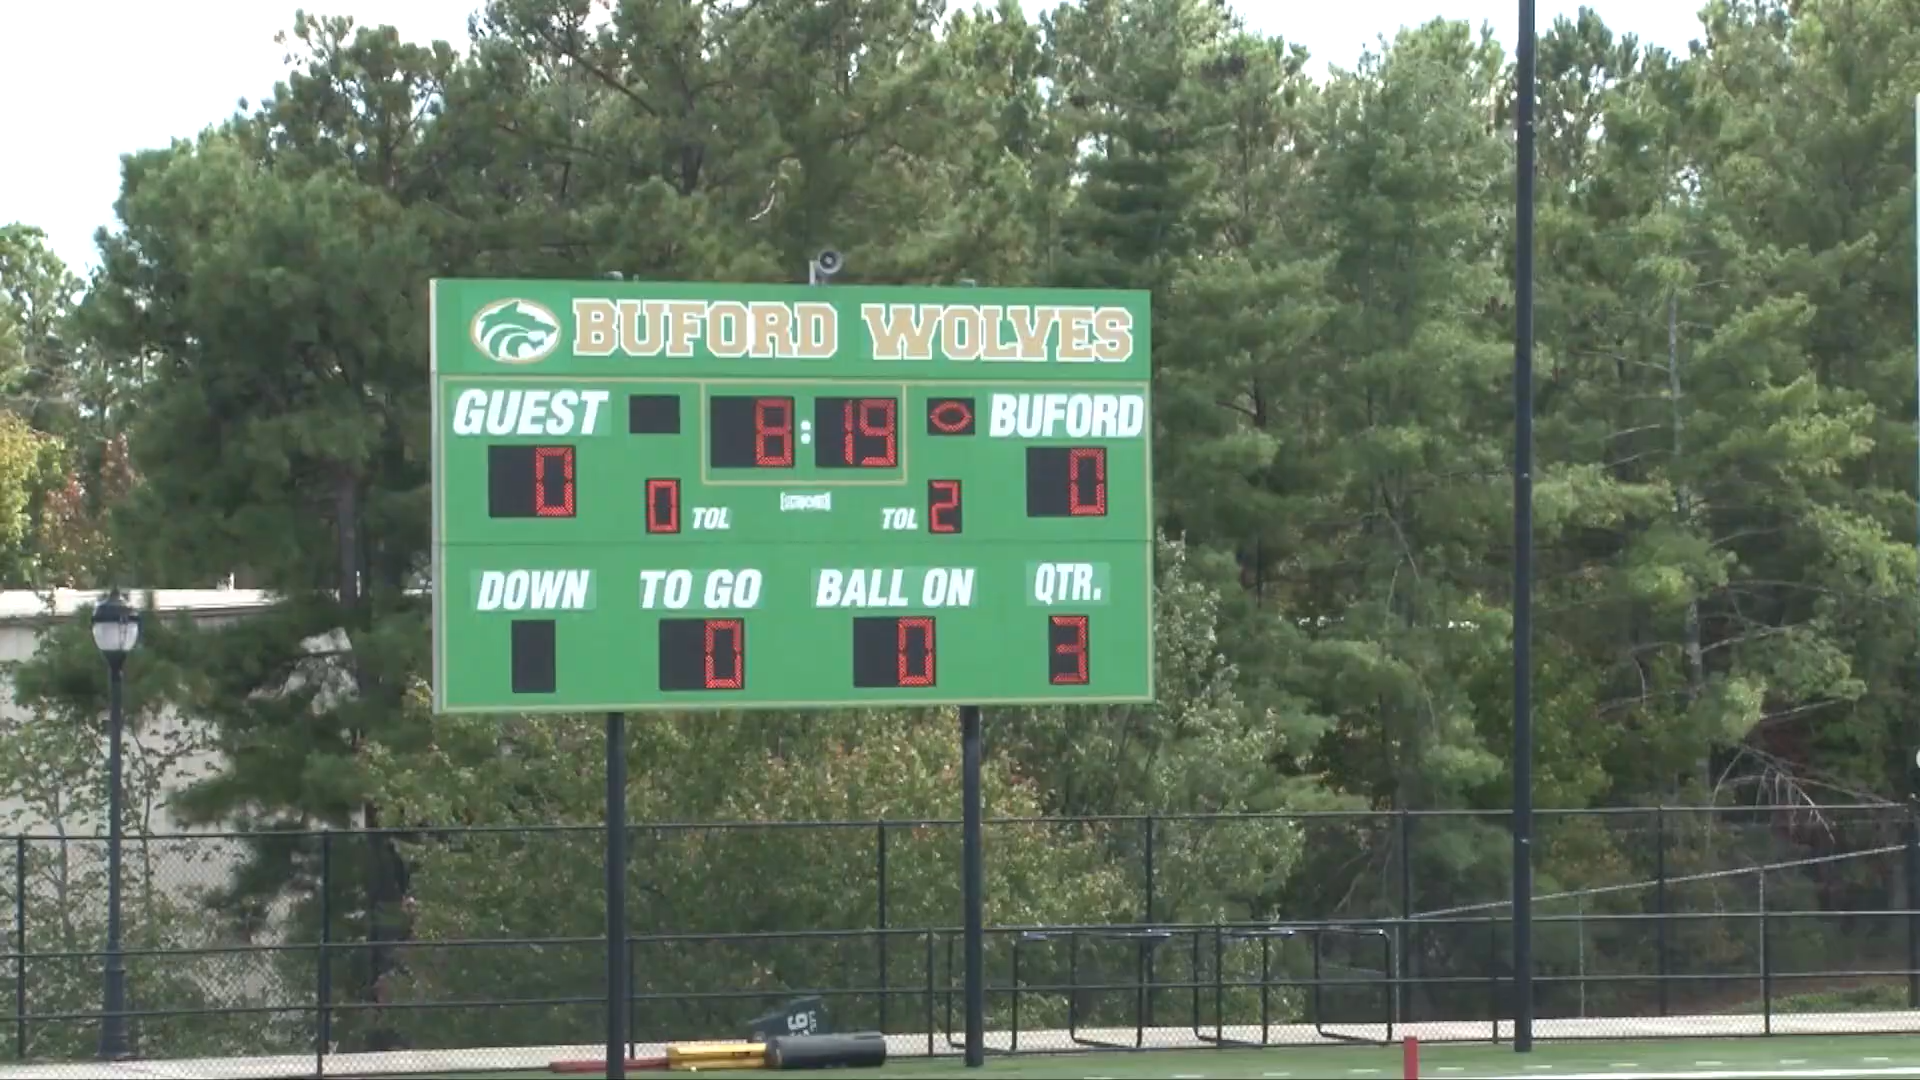 BUFORD WOLVES
GUEST 8:19 BUFORD
0 0 TOL TOL 2 0
DOWN TO GO BALL ON QTR.
0 0 3